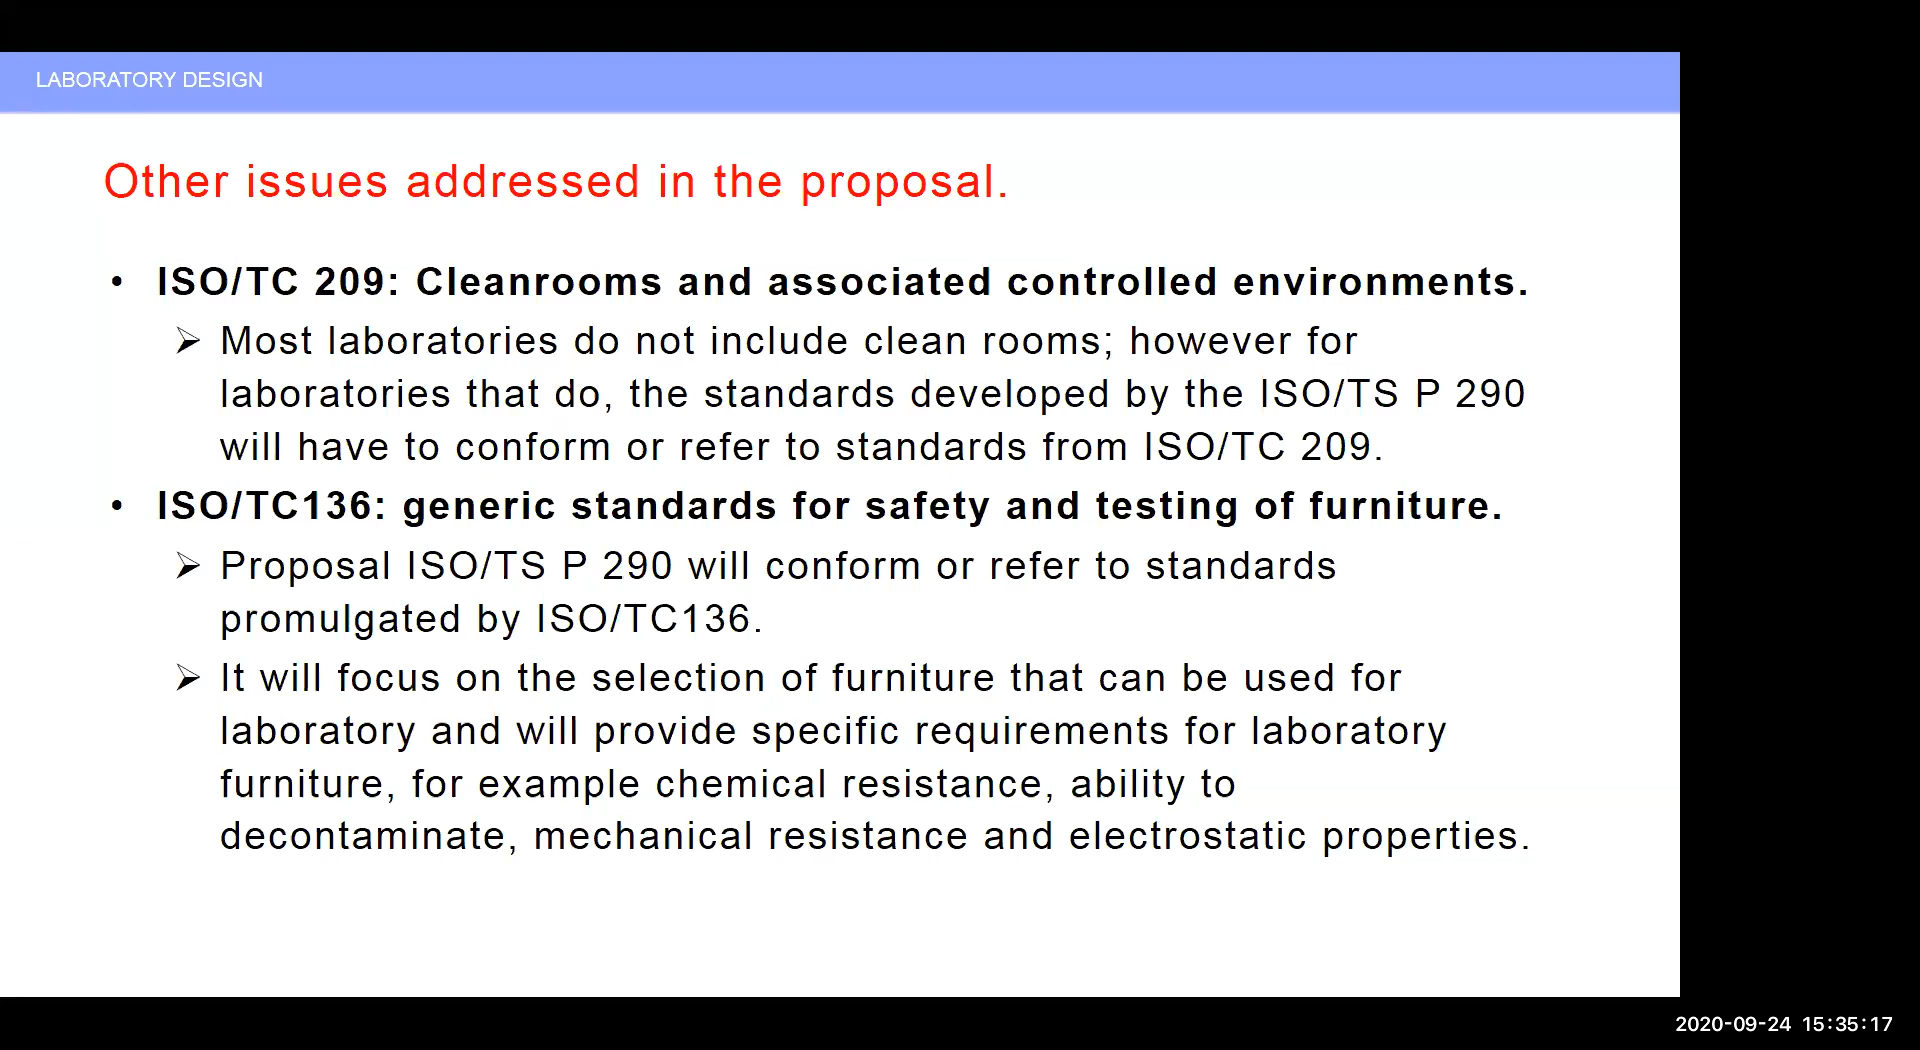 LABORATORY DESIGN
Other issues addressed in the proposal.
• ISO/TC 209: Cleanrooms and associated controlled environments.
➢ Most laboratories do not include clean rooms; however for
laboratories that do, the standards developed by the ISO/TS P 290
will have to conform or refer to standards from ISO/TC 209.
• ISO/TC136: generic standards for safety and testing of furniture.
➢ Proposal ISO/TS P 290 will conform or refer to standards
promulgated by ISO/TC136.
➢ It will focus on the selection of furniture that can be used for
laboratory and will provide specific requirements for laboratory
furniture, for example chemical resistance, ability to
decontaminate, mechanical resistance and electrostatic properties.
2020-09-24 15:35:17